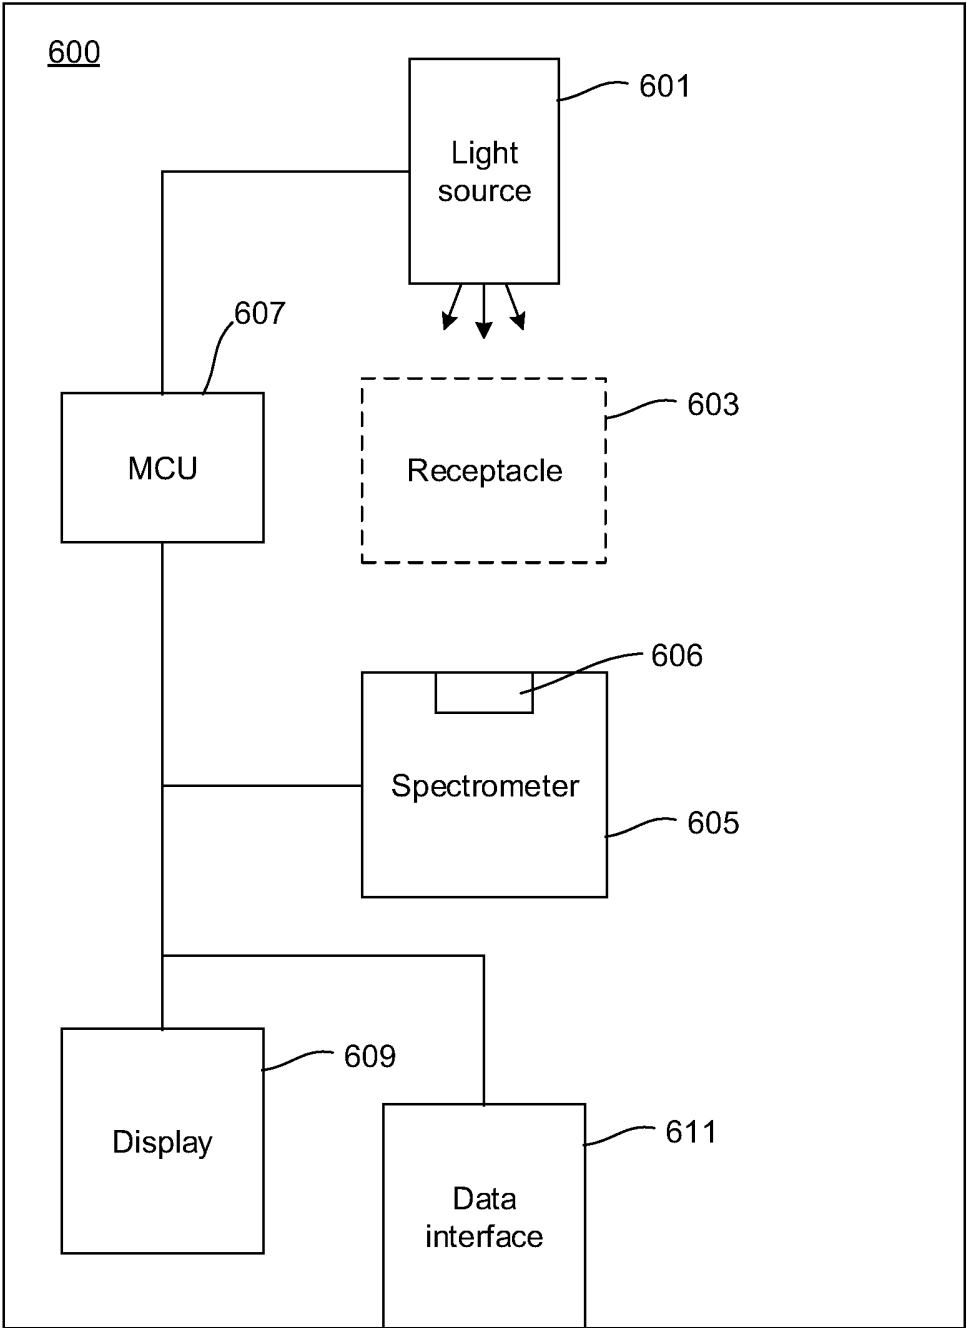 600
601
Light
source
607
603
MCU
Receptacle
606
Spectrometer
605
609
Display
611
Data
interface